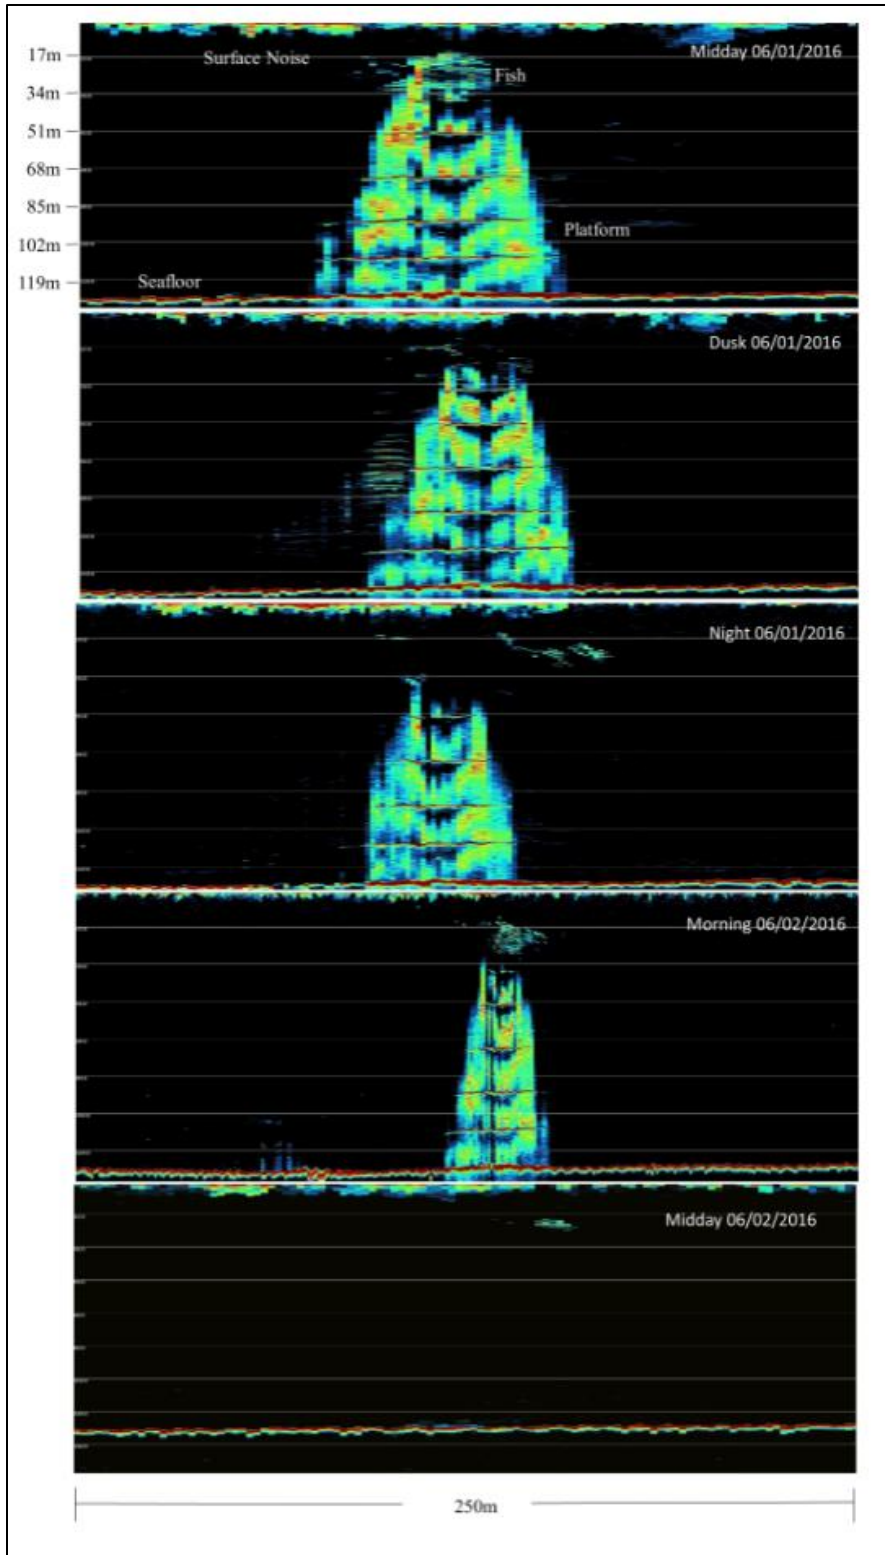 17m
Surface Noise
Midday 06/01/2016
Fish
34m
51m
68m
85m
Platform
102m
119m
Seafloor
Dusk 06/01/2016
Night 06/01/2016
Morning 06/02/2016
Midday 06/02/2016
250m